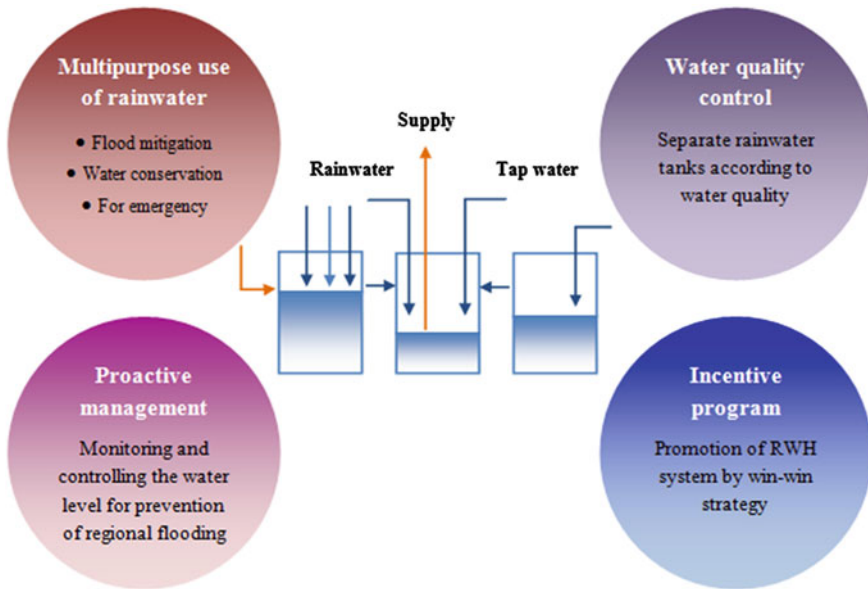 Multipurpose use
of rainwater
• Flood mitigation
• Water conservation
• For emergency
Supply
Rainwater
Tap water
Water quality
control
Separate rainwater
tanks according to
water quality
Proactive
management
Monitoring and
controlling the water
level for prevention
of regional flooding
Incentive
program
Promotion of RWH
system by win-win
strategy